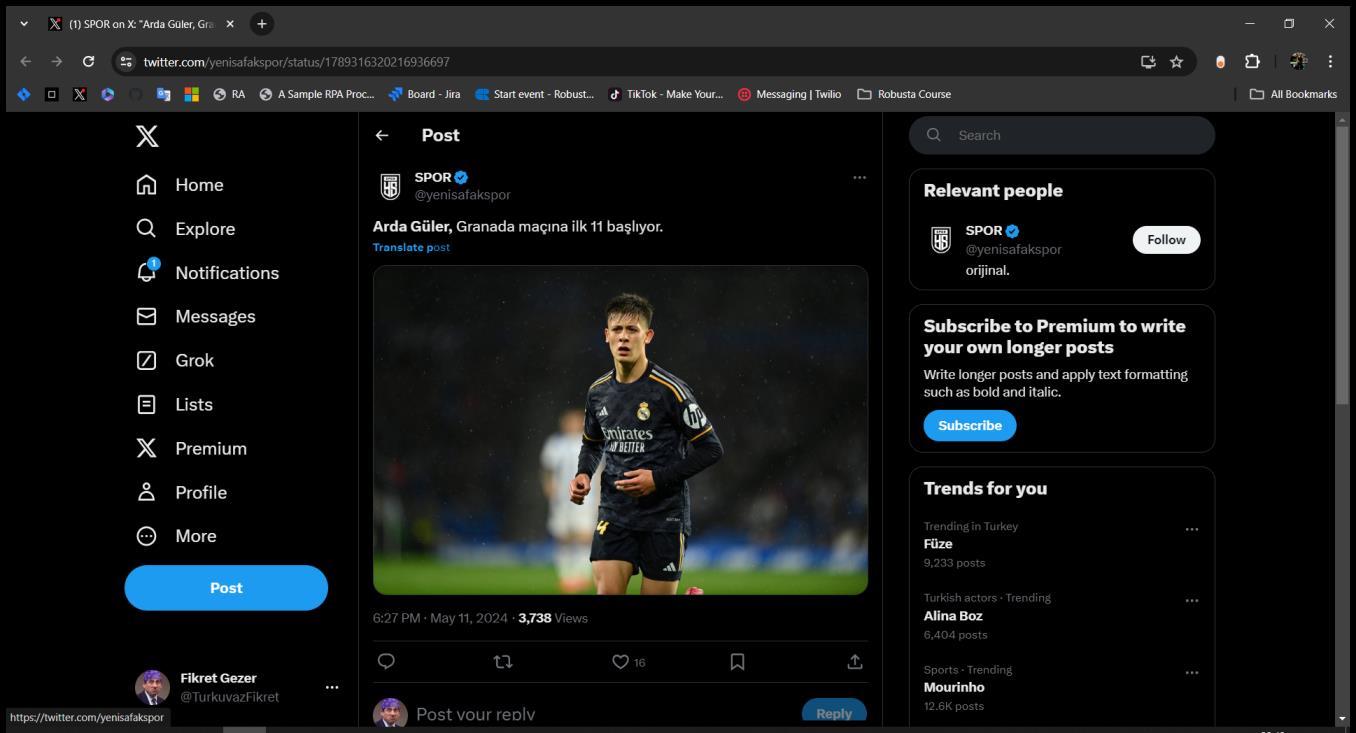 (1) SPOR on X: "Arda Güler, Gra
twitter.com/yenisafakspor/status/1789316320216936697
RA
A Sample RPA Proc...
Board - Jira
Start event - Robust...
TikTok - Make Your...
Messaging | Twilio
Robusta Course
All Bookmarks
Home
Explore
1
Notifications
Messages
Grok
Lists
Premium
Profile
More
Post
Fikret Gezer
@TurkuvazFikret
https://twitter.com/yenisafakspor
Post
SPOR
@yenisafakspor
Arda Güler, Granada maçına ilk 11 başlıyor.
Translate post
hp
Emirates
FLY BETTER
6:27 PM · May 11, 2024 · 3,738 Views
16
Post your reply
Reply
Search
Relevant people
SPOR
@yenisafakspor
Follow
orijinal.
Subscribe to Premium to write
your own longer posts
Write longer posts and apply text formatting
such as bold and italic.
Subscribe
Trends for you
Trending in Turkey
Füze
9,233 posts
Turkish actors · Trending
Alina Boz
6,404 posts
Sports · Trending
Mourinho
12.6K posts